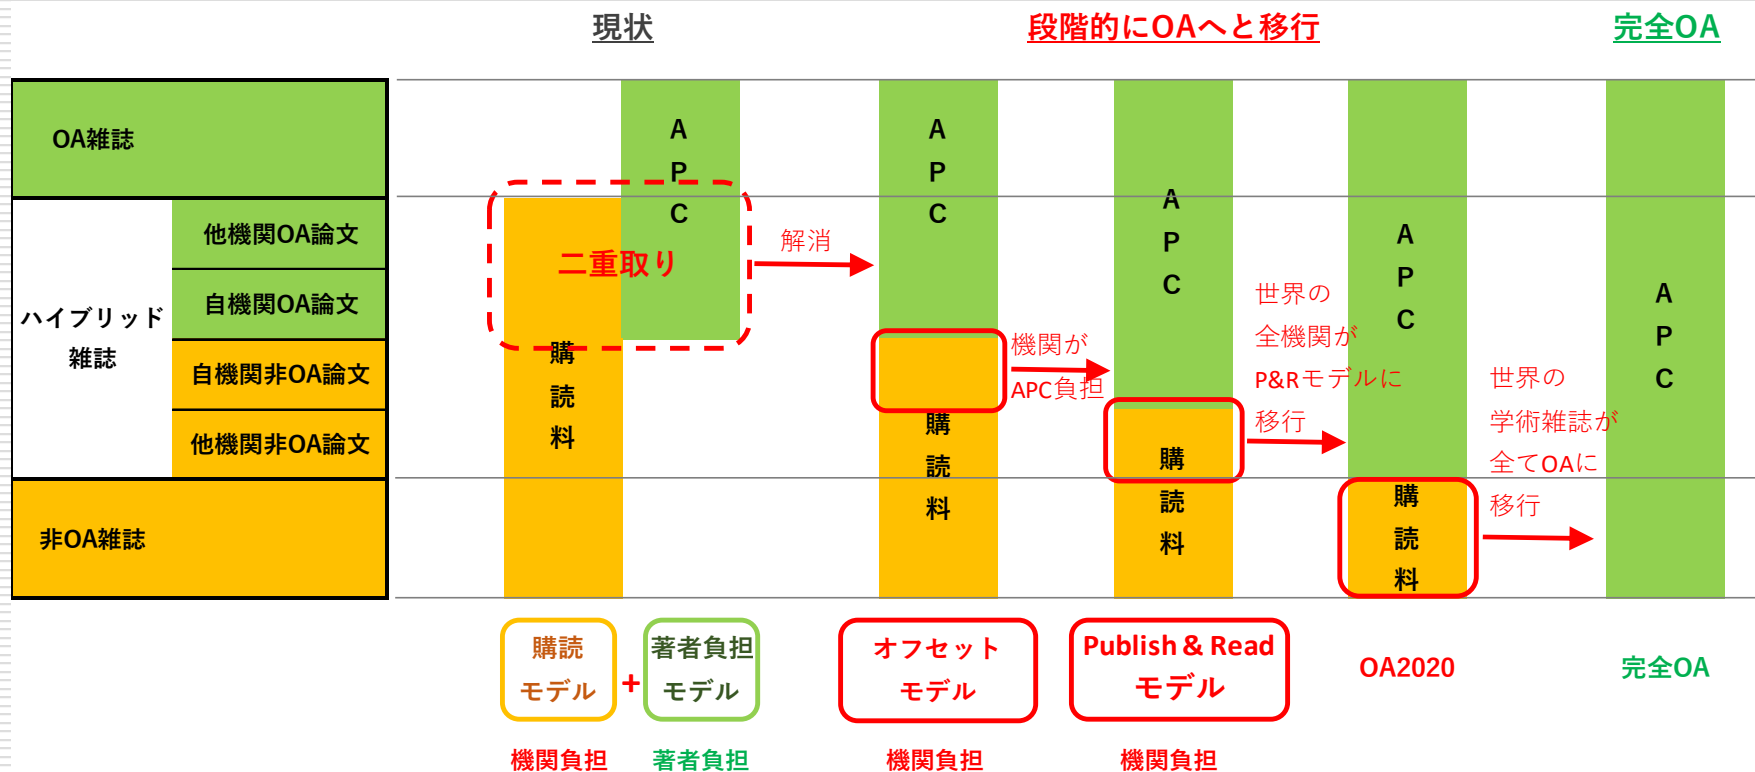 現状
段階的にOAへと移行
完全OA
OA雑誌
ハイブリッド
雑誌
他機関OA論文
自機関OA論文
自機関非OA論文
他機関非OA論文
非OA雑誌
購
読
料
A
P
C
二重取り
解消
A
P
C
購
読
料
機関が
APC負担
A
P
C
購
読
料
世界の
全機関が
P&Rモデルに
移行
A
P
C
購
読
料
世界の
学術雑誌が
全てOAに
移行
A
P
C
購読
モデル
+
著者負担
モデル
オフセット
モデル
Publish & Read
モデル
OA2020
完全OA
機関負担
著者負担
機関負担
機関負担